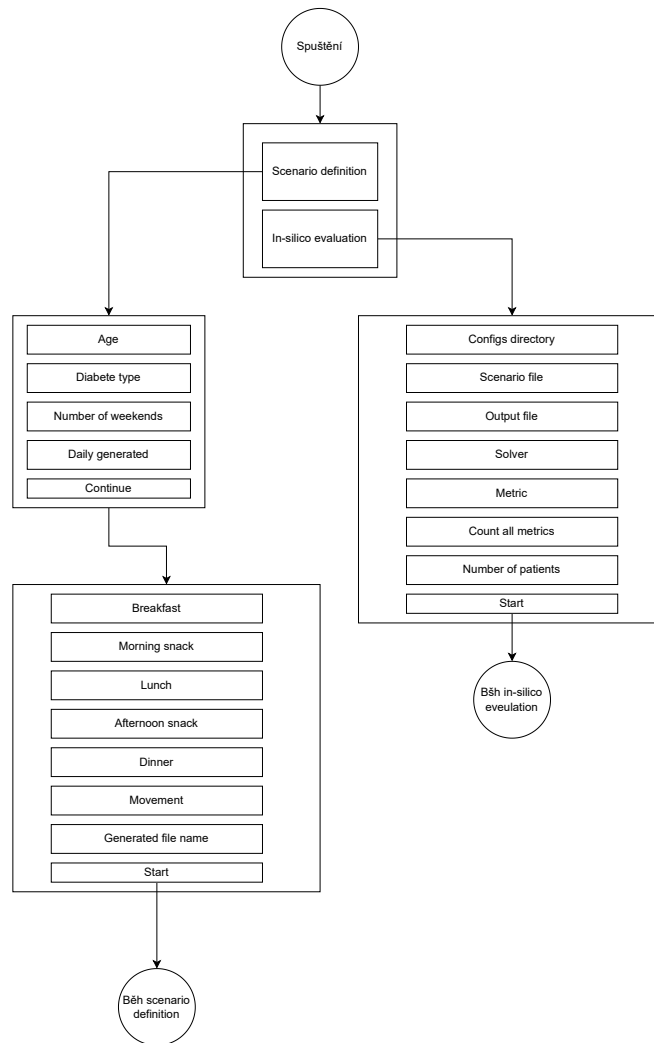 Spuštění
Scenario definition
In-silico evaluation
Age
Diabete type
Number of weekends
Daily generated
Continue
Configs directory
Scenario file
Output file
Solver
Metric
Count all metrics
Number of patients
Start
Bšh in-silico
eveulation
Breakfast
Morning snack
Lunch
Afternoon snack
Dinner
Movement
Generated file name
Start
Běh scenario
definition